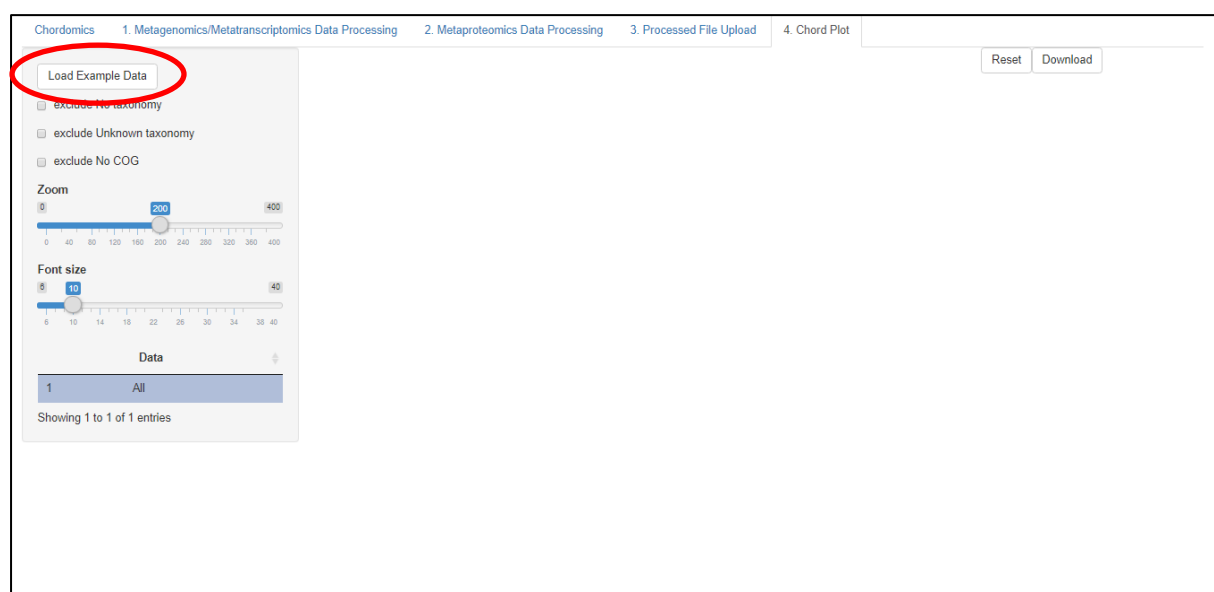 Chordomics 1. Metagenomics/Metatranscriptomics Data Processing 2. Metaproteomics Data Processing 3. Processed File Upload 4. Chord Plot
Reset Download
Load Example Data
exclude No taxonomy
exclude Unknown taxonomy
exclude No COG
Zoom
0 200 400
0 40 80 120 160 200 240 280 320 360 400
Font size
6 10 40
6 10 14 18 22 26 30 34 38 40
Data
1 All
Showing 1 to 1 of 1 entries